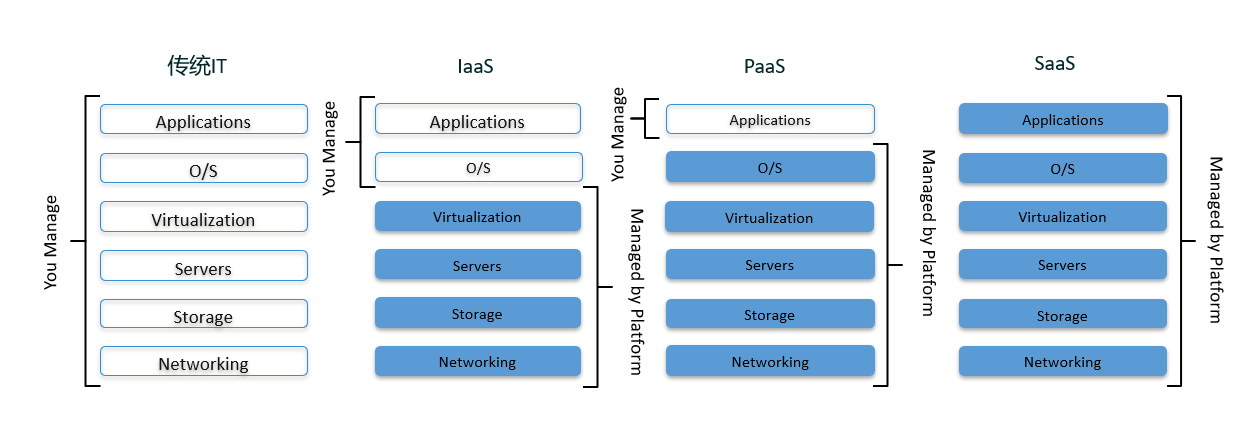 传统IT
IaaS
PaaS
SaaS
You Manage
Applications
O/S
Virtualization
Servers
Storage
Networking
You Manage
Applications
O/S
Virtualization
Servers
Storage
Networking
Managed by Platform
You Manage
Applications
O/S
Virtualization
Servers
Storage
Networking
Managed by Platform
Applications
O/S
Virtualization
Servers
Storage
Networking
Managed by Platform